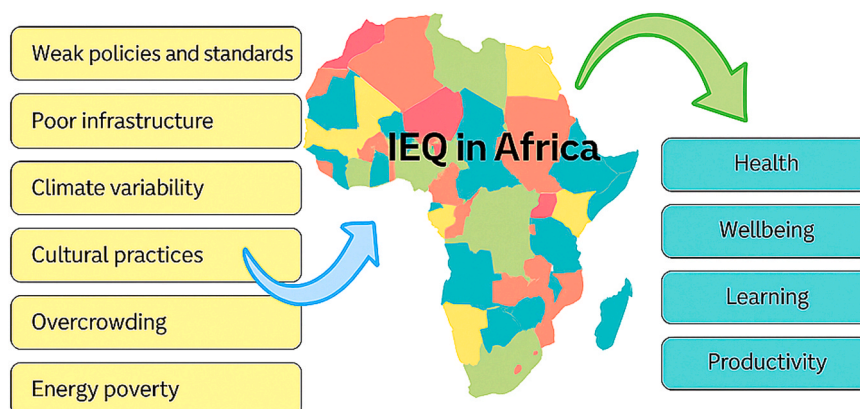 Weak policies and standards
Poor infrastructure
Climate variability
Cultural practices
Overcrowding
Energy poverty
IEQ in Africa
Health
Wellbeing
Learning
Productivity